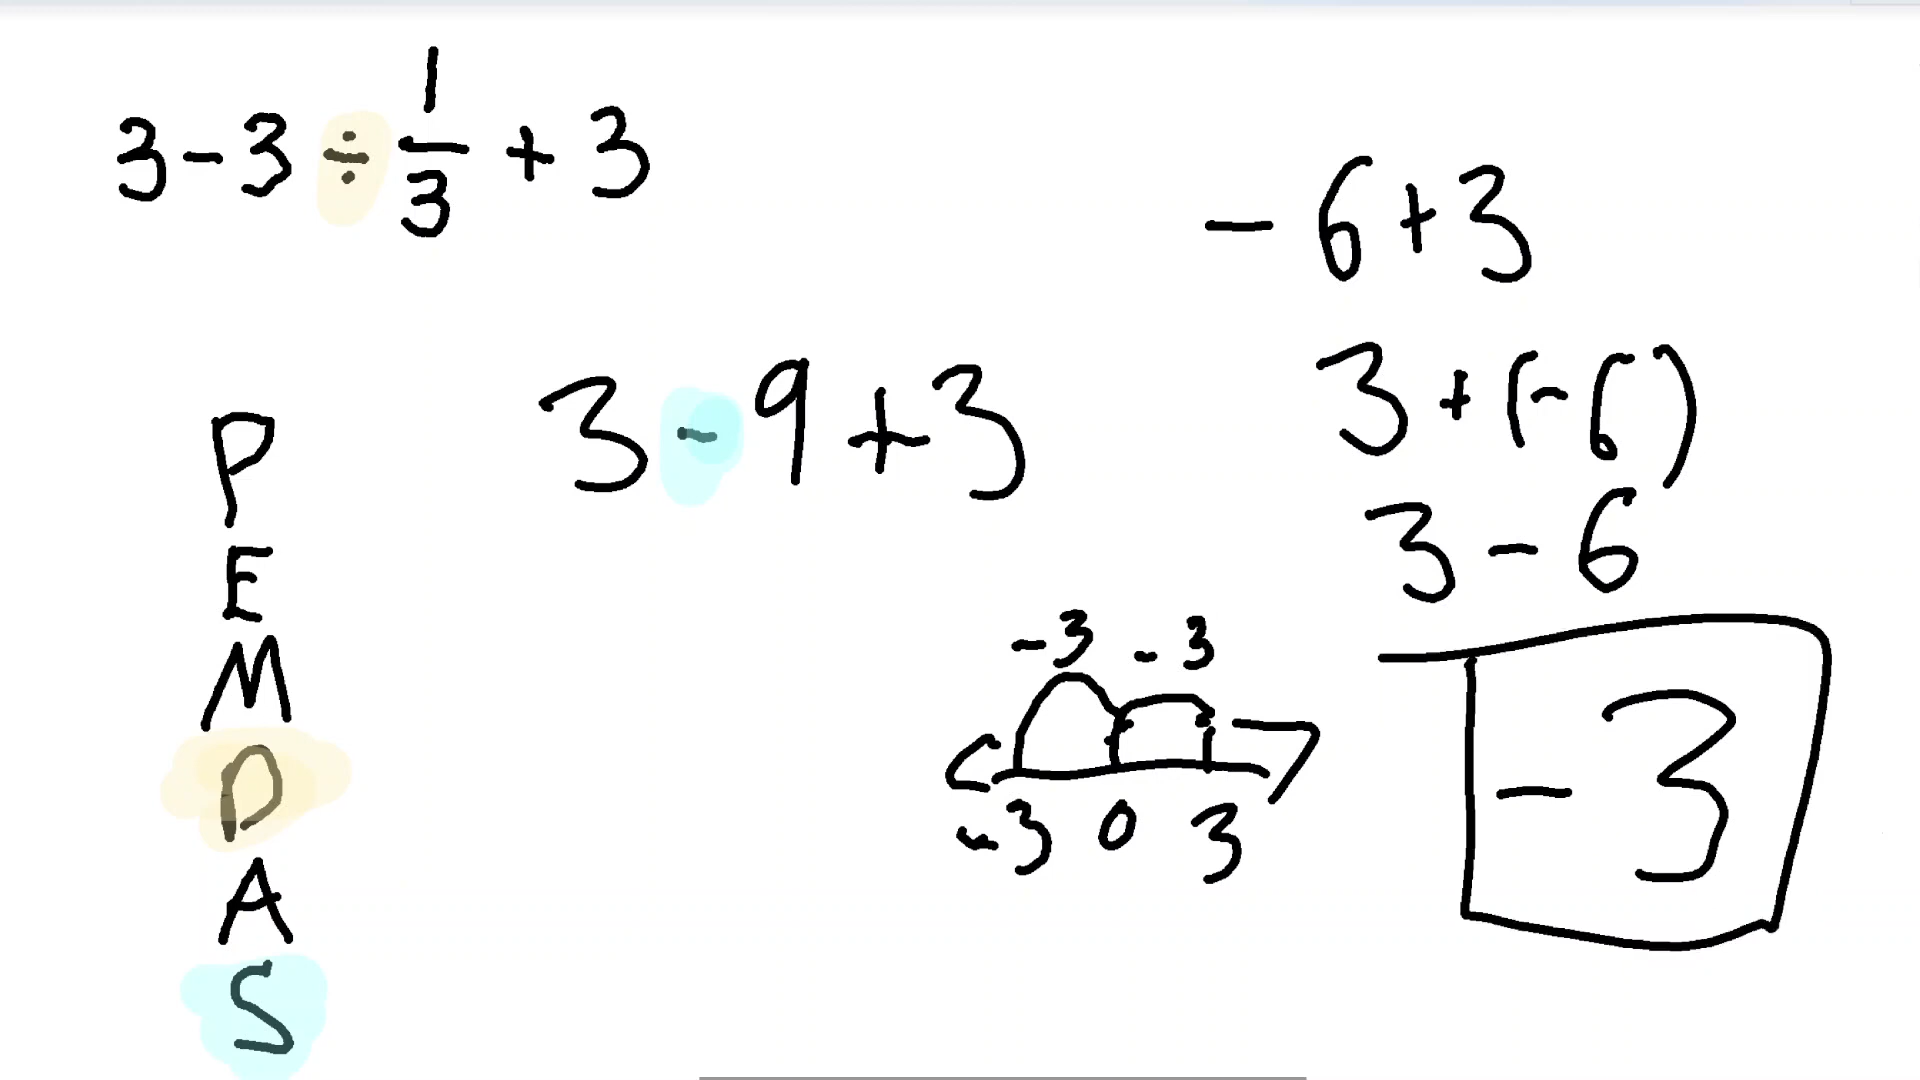 3 - 3 ÷ 1/3 + 3
P
E
M
D
A
S
3 - 9 + 3
- 6 + 3
3 + (-6)
3 - 6
-3 -3
-3 0 3
-3